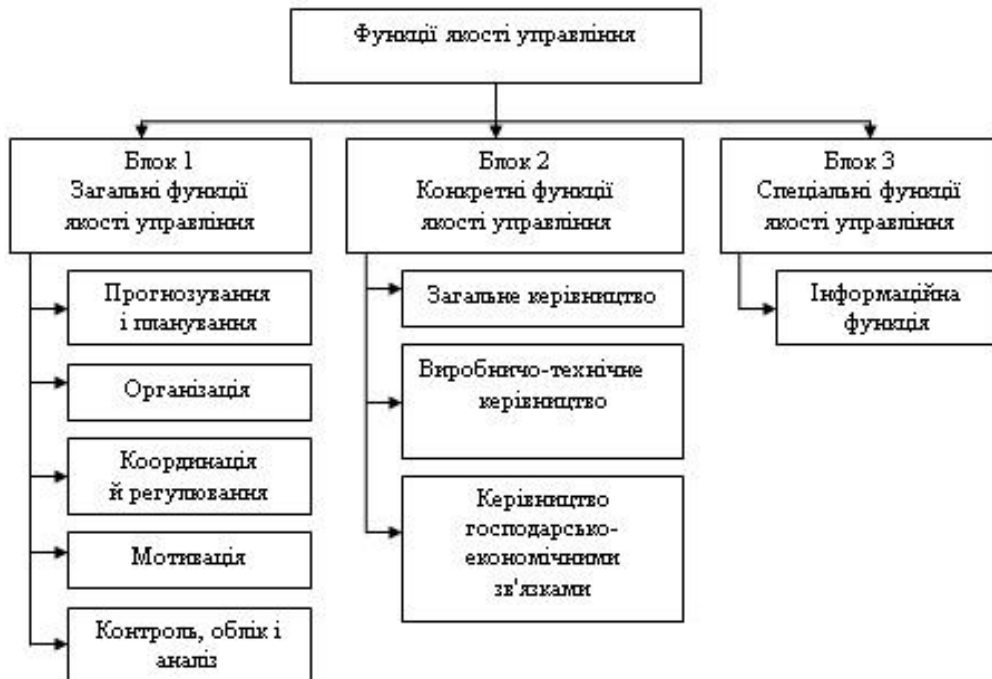 Функції якості управління
Блок 1
Загальні функції
якості управління
Прогнозування
і планування
Організація
Координація
й регулювання
Мотивація
Контроль, облік і
аналіз
Блок 2
Конкретні функції
якості управління
Загальне керівництво
Виробничо-технічне
керівництво
Керівництво
господарсько-
економічними
зв'язками
Блок 3
Спеціальні функції
якості управління
Інформаційна
функція